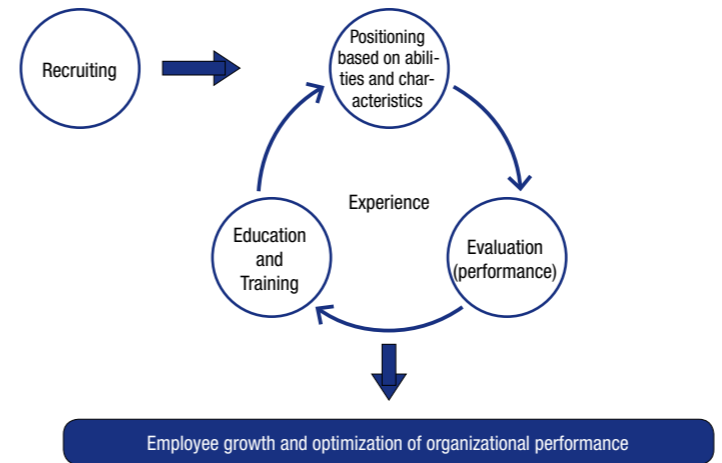 Recruiting
Positioning
based on abili-
ties and char-
acteristics
Experience
Education
and
Training
Evaluation
(performance)
Employee growth and optimization of organizational performance